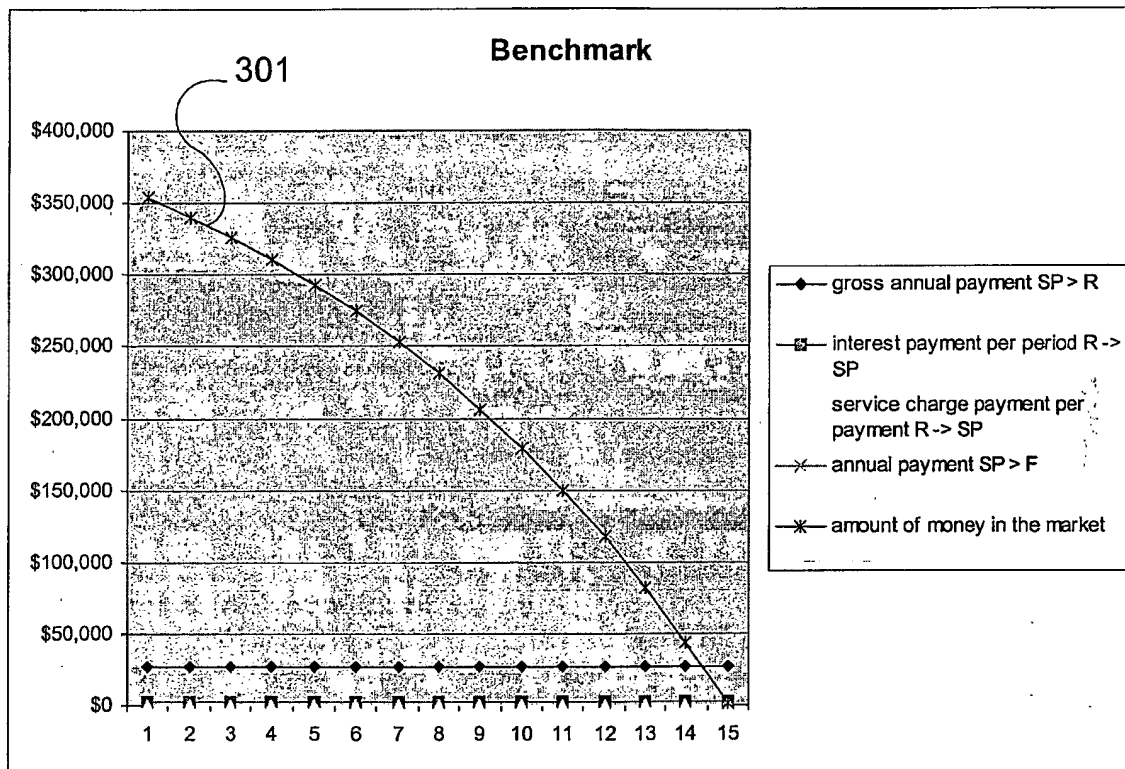 Benchmark
301
$400,000
$350,000
$300,000
$250,000
$200,000
$150,000
$100,000
$50,000
$0
1 2 3 4 5 6 7 8 9 10 11 12 13 14 15
gross annual payment SP > R
interest payment per period R ->
SP
service charge payment per
payment R -> SP
annual payment SP > F
amount of money in the market